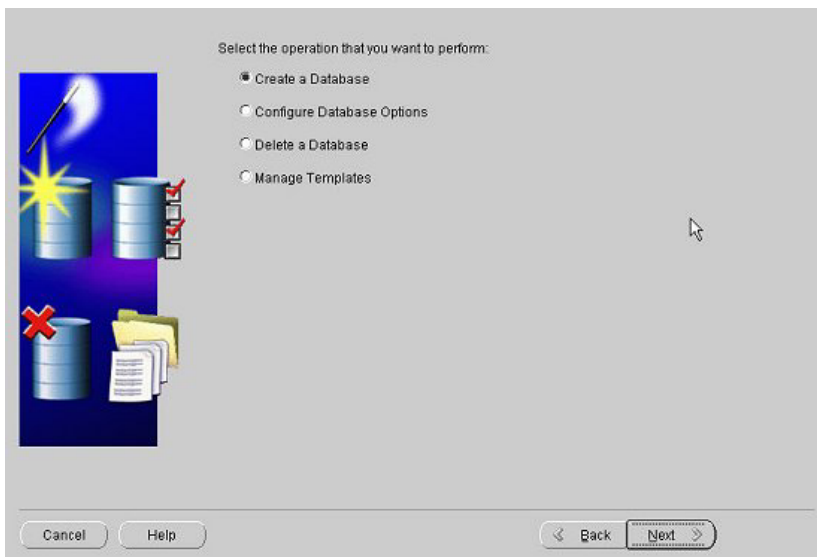 Select the operation that you want to perform:
Create a Database
Configure Database Options
Delete a Database
Manage Templates
Cancel
Help
Back
Next